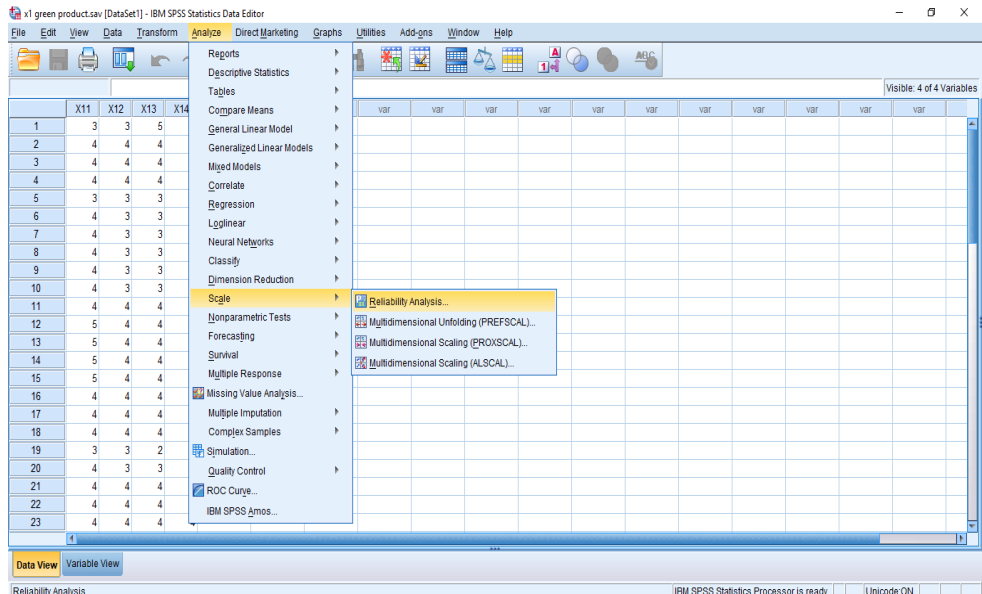 x1 green product.sav [DataSet1] - IBM SPSS Statistics Data Editor
File Edit View Data Transform Analyze Direct Marketing Graphs Utilities Add-ons Window Help
Visible: 4 of 4 Variables
X11 X12 X13 X14 var var var var var var var var var var var
1 3 3 5
2 4 4 4
3 4 4 4
4 4 4 4
5 3 3 3
6 4 3 3
7 4 3 3
8 4 3 3
9 4 3 3
10 4 3 3
11 4 4 4
12 5 4 4
13 5 4 4
14 5 4 4
15 5 4 4
16 4 4 4
17 4 4 4
18 4 4 4
19 3 3 2
20 4 3 3
21 4 4 4
22 4 4 4
23 4 4 4 4
Reports
Descriptive Statistics
Tables
Compare Means
General Linear Model
Generalized Linear Models
Mixed Models
Correlate
Regression
Loglinear
Neural Networks
Classify
Dimension Reduction
Scale
Nonparametric Tests
Forecasting
Survival
Multiple Response
Missing Value Analysis...
Multiple Imputation
Complex Samples
Simulation...
Quality Control
ROC Curve...
IBM SPSS Amos...
Reliability Analysis...
Multidimensional Unfolding (PREFSCAL)...
Multidimensional Scaling (PROXSCAL)...
Multidimensional Scaling (ALSCAL)...
Data View Variable View
Reliability Analysis
IBM SPSS Statistics Processor is ready
Unicode:ON